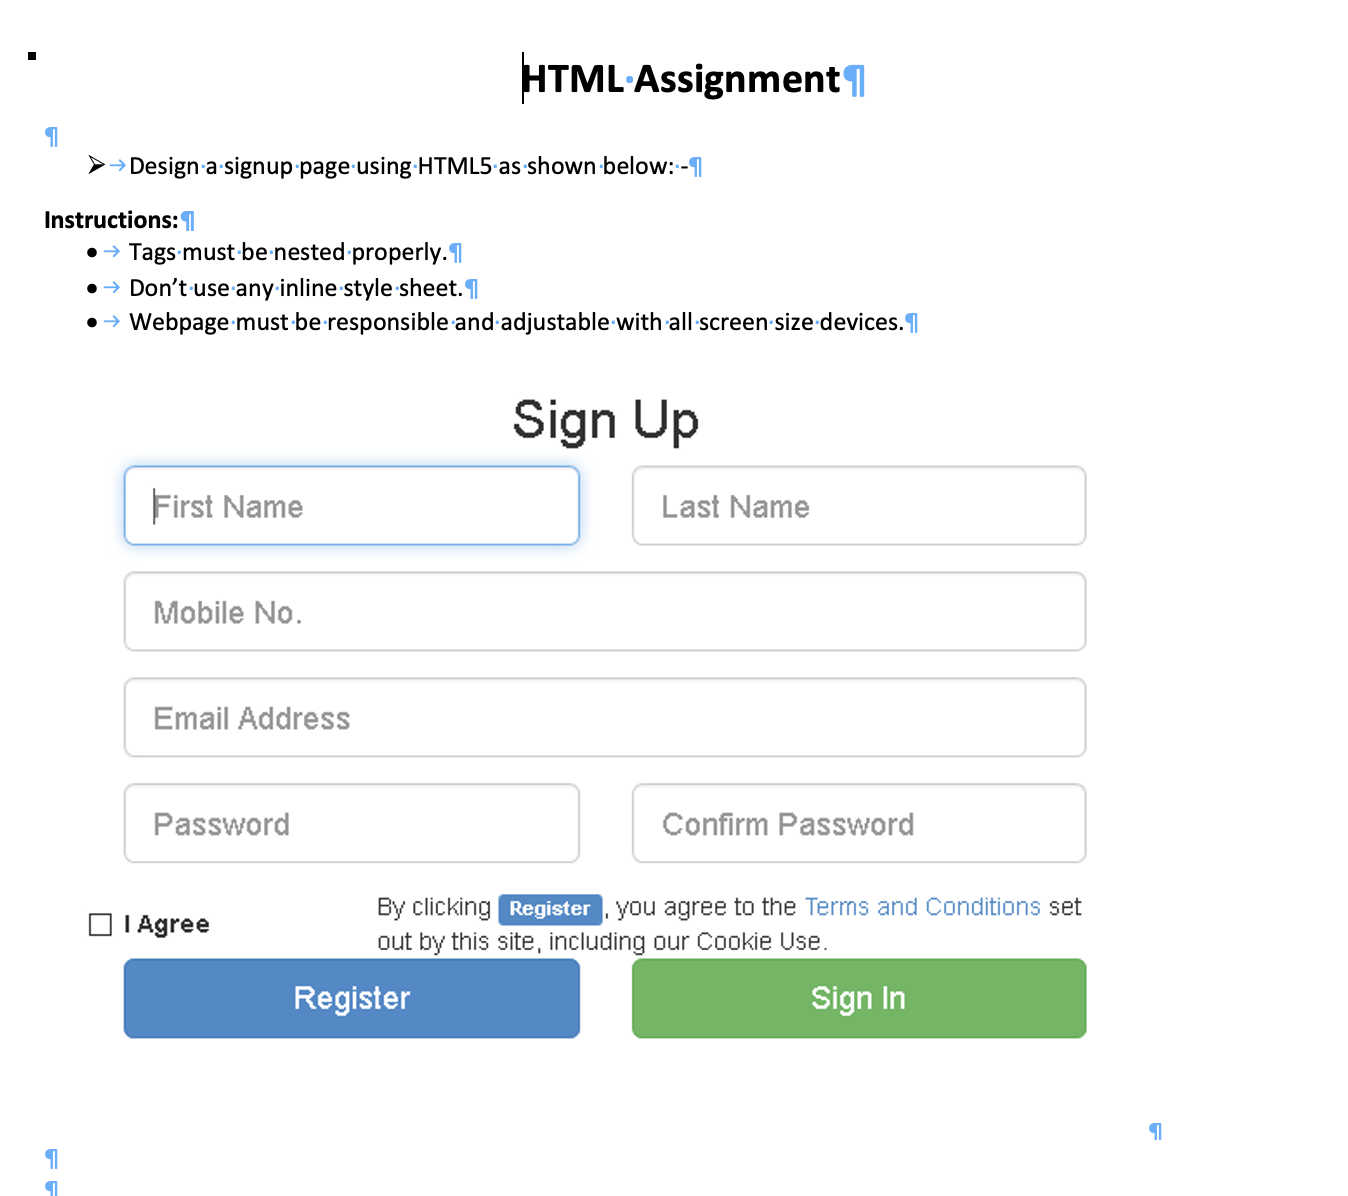 HTML Assignment
Design a signup page using HTML5 as shown below: -
Instructions:
Tags must be nested properly.
Don’t use any inline style sheet.
Webpage must be responsible and adjustable with all screen size devices.
Sign Up
First Name
Last Name
Mobile No.
Email Address
Password
Confirm Password
I Agree
By clicking Register, you agree to the Terms and Conditions set
out by this site, including our Cookie Use.
Register
Sign In